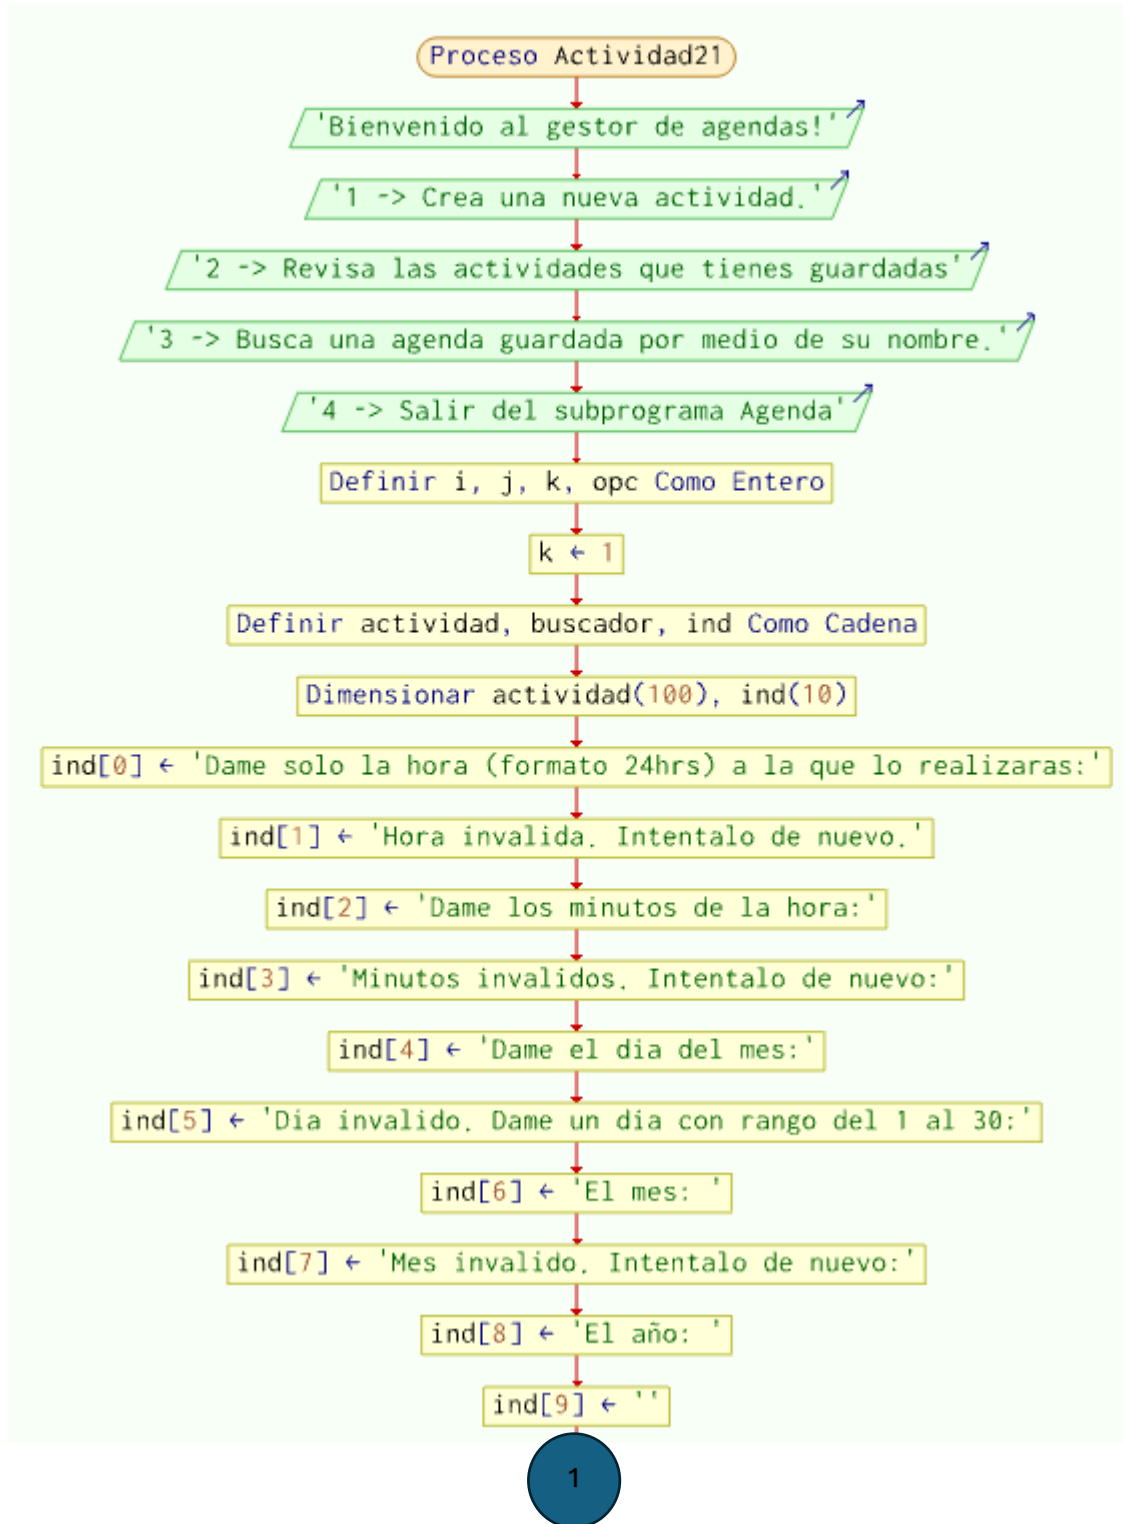 Proceso Actividad21
'Bienvenido al gestor de agendas!'
'1 -> Crea una nueva actividad.'
'2 -> Revisa las actividades que tienes guardadas'
'3 -> Busca una agenda guardada por medio de su nombre.'
'4 -> Salir del subprograma Agenda'
Definir i, j, k, opc Como Entero
k ← 1
Definir actividad, buscador, ind Como Cadena
Dimensionar actividad(100), ind(10)
ind[0] ← 'Dame solo la hora (formato 24hrs) a la que lo realizaras:'
ind[1] ← 'Hora invalida. Intentalo de nuevo.'
ind[2] ← 'Dame los minutos de la hora:'
ind[3] ← 'Minutos invalidos. Intentalo de nuevo:'
ind[4] ← 'Dame el dia del mes:'
ind[5] ← 'Dia invalido. Dame un dia con rango del 1 al 30:'
ind[6] ← 'El mes: '
ind[7] ← 'Mes invalido. Intentalo de nuevo:'
ind[8] ← 'El año: '
ind[9] ← ''
1